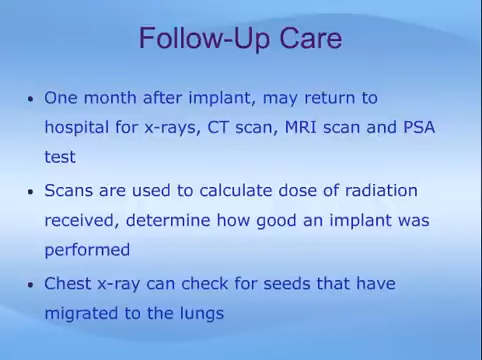 Follow-Up Care
• One month after implant, may return to
hospital for x-rays, CT scan, MRI scan and PSA
test
• Scans are used to calculate dose of radiation
received, determine how good an implant was
performed
• Chest x-ray can check for seeds that have
migrated to the lungs